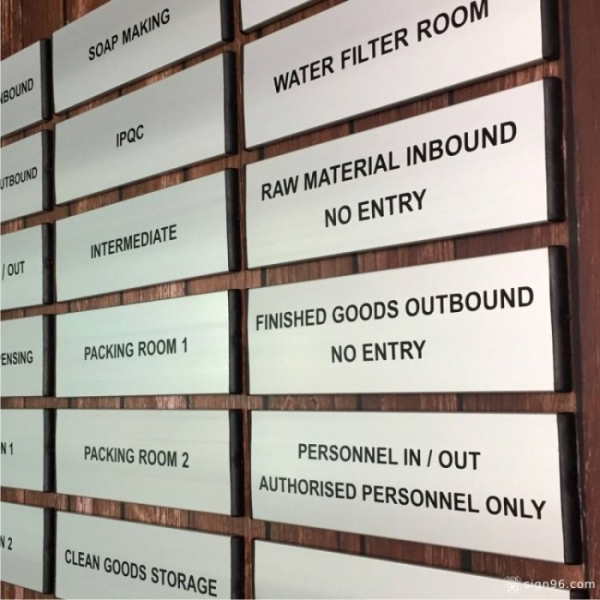 NBOUND
UTBOUND
/ OUT
ENSING
N 1
N 2
SOAP MAKING
IPQC
INTERMEDIATE
PACKING ROOM 1
PACKING ROOM 2
CLEAN GOODS STORAGE
WATER FILTER ROOM
RAW MATERIAL INBOUND
NO ENTRY
FINISHED GOODS OUTBOUND
NO ENTRY
PERSONNEL IN / OUT
AUTHORISED PERSONNEL ONLY
sign96.com